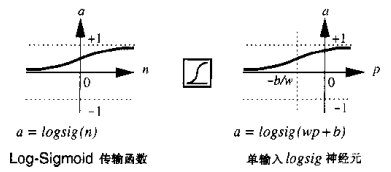 a
a
+1
+1
n
p
0
-b/w
0
-1
-1
a = logsig(n)
a = logsig(wp+b)
Log-Sigmoid 传输函数
单输入 logsig 神经元